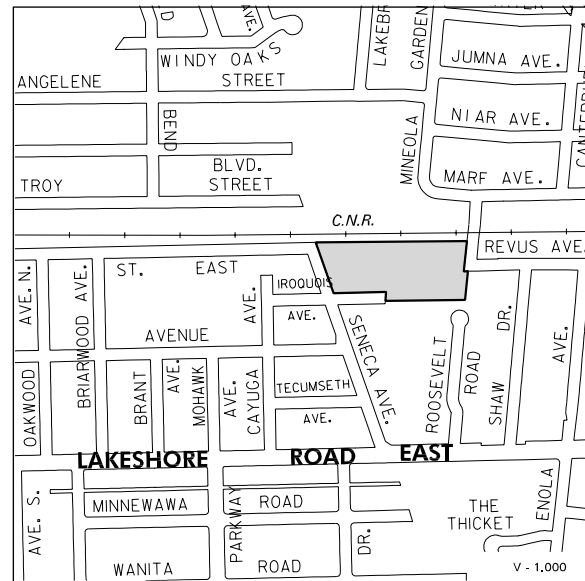 AVE.
D
WINDY OAKS
STREET
ANGELENE
LAKEB
GARDEN
JUMNA AVE.
BEND
NIAR AVE.
BLVD.
STREET
TROY
MINEOLA
MARF AVE.
C.N.R.
REVUS AVE.
ST. EAST
IROQUOIS
AVE.
AVE. N.
BRIARWOOD AVE.
AVENUE
AVE.
SENECA AVE.
ROOSEVELT
ROAD
SHAW DR.
AVE.
OAKWOOD
BRANT AVE.
MOHAWK
AVE.
CAYUGA
TECUMSETH
AVE.
LAKESHORE ROAD EAST
AVE. S.
MINNEWAWA ROAD
PARKWAY
DR.
THE
THICKET
ENOLA
WANITA ROAD
V - 1.000